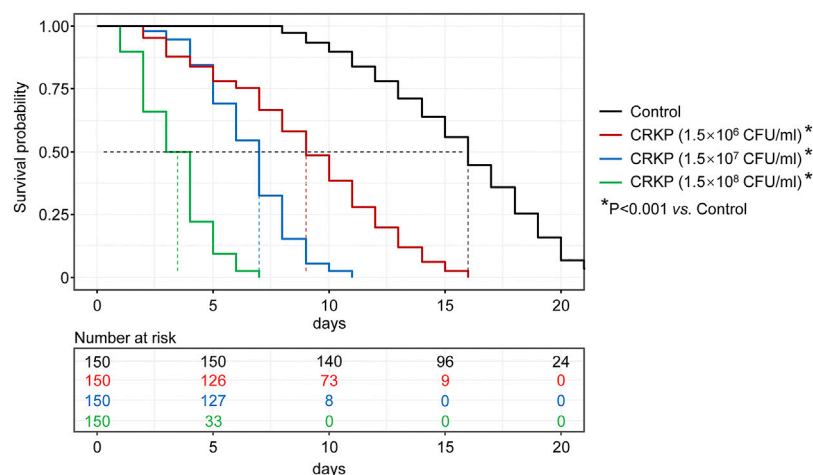 Survival probability
1.00
0.75
0.50
0.25
0
0 5 10 15 20
days
Control
CRKP (1.5×10⁶ CFU/ml)*
CRKP (1.5×10⁷ CFU/ml)*
CRKP (1.5×10⁸ CFU/ml)*
*P<0.001 vs. Control
Number at risk
150 150 140 96 24
150 126 73 9 0
150 127 8 0 0
150 33 0 0 0
0 5 10 15 20
days